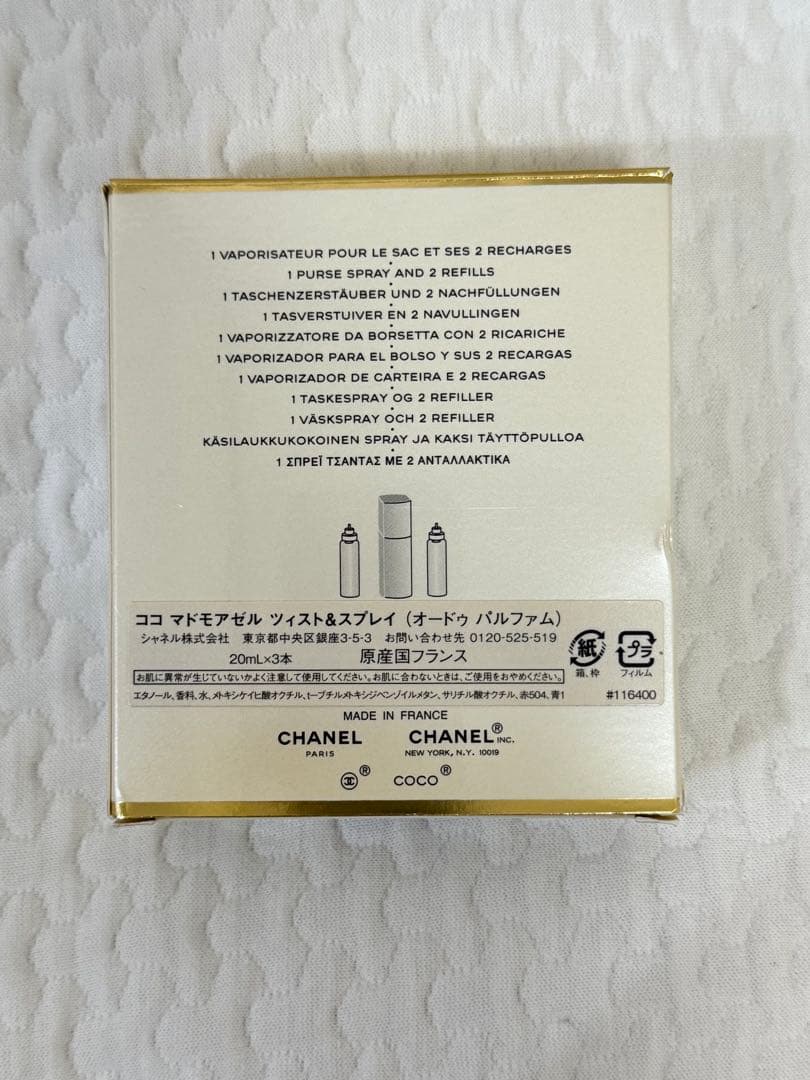 1 VAPORISATEUR POUR LE SAC ET SES 2 RECHARGES
1 PURSE SPRAY AND 2 REFILLS
1 TASCHENZERSTÄUBER UND 2 NACHFÜLLUNGEN
1 TASVERSTUIVER EN 2 NAVULLINGEN
1 VAPORIZZATORE DA BORSETTA CON 2 RICARICHE
1 VAPORIZADOR PARA EL BOLSO Y SUS 2 RECARGAS
1 VAPORIZADOR DE CARTEIRA E 2 RECARGAS
1 TASKESPRAY OG 2 REFILLER
1 VÄSKSPRAY OCH 2 REFILLER
KÄSILAUKKUKOKOINEN SPRAY JA KAKSI TÄYTTÖPULLOA
1 ΣΠΡΕΪ ΤΣΑΝΤΑΣ ΜΕ 2 ΑΝΤΑΛΛΑΚΤΙΚΑ
ココ マドモアゼル ツィスト&スプレイ (オードゥ パルファム)
シャネル株式会社 東京都中央区銀座3-5-3 お問い合わせ先 0120-525-519
20mL×3本 原産国フランス
紙 プラ
箱、枠 フィルム
お肌に異常が生じていないかよく注意して使用してください。お肌に合わないときは、ご使用をおやめください。
エタノール、香料、水、メトキシケイヒ酸オクチル、t-ブチルメトキシジベンゾイルメタン、サリチル酸オクチル、赤504、青1 #116400
MADE IN FRANCE
CHANEL CHANEL® INC.
PARIS NEW YORK, N.Y. 10019
® COCO®